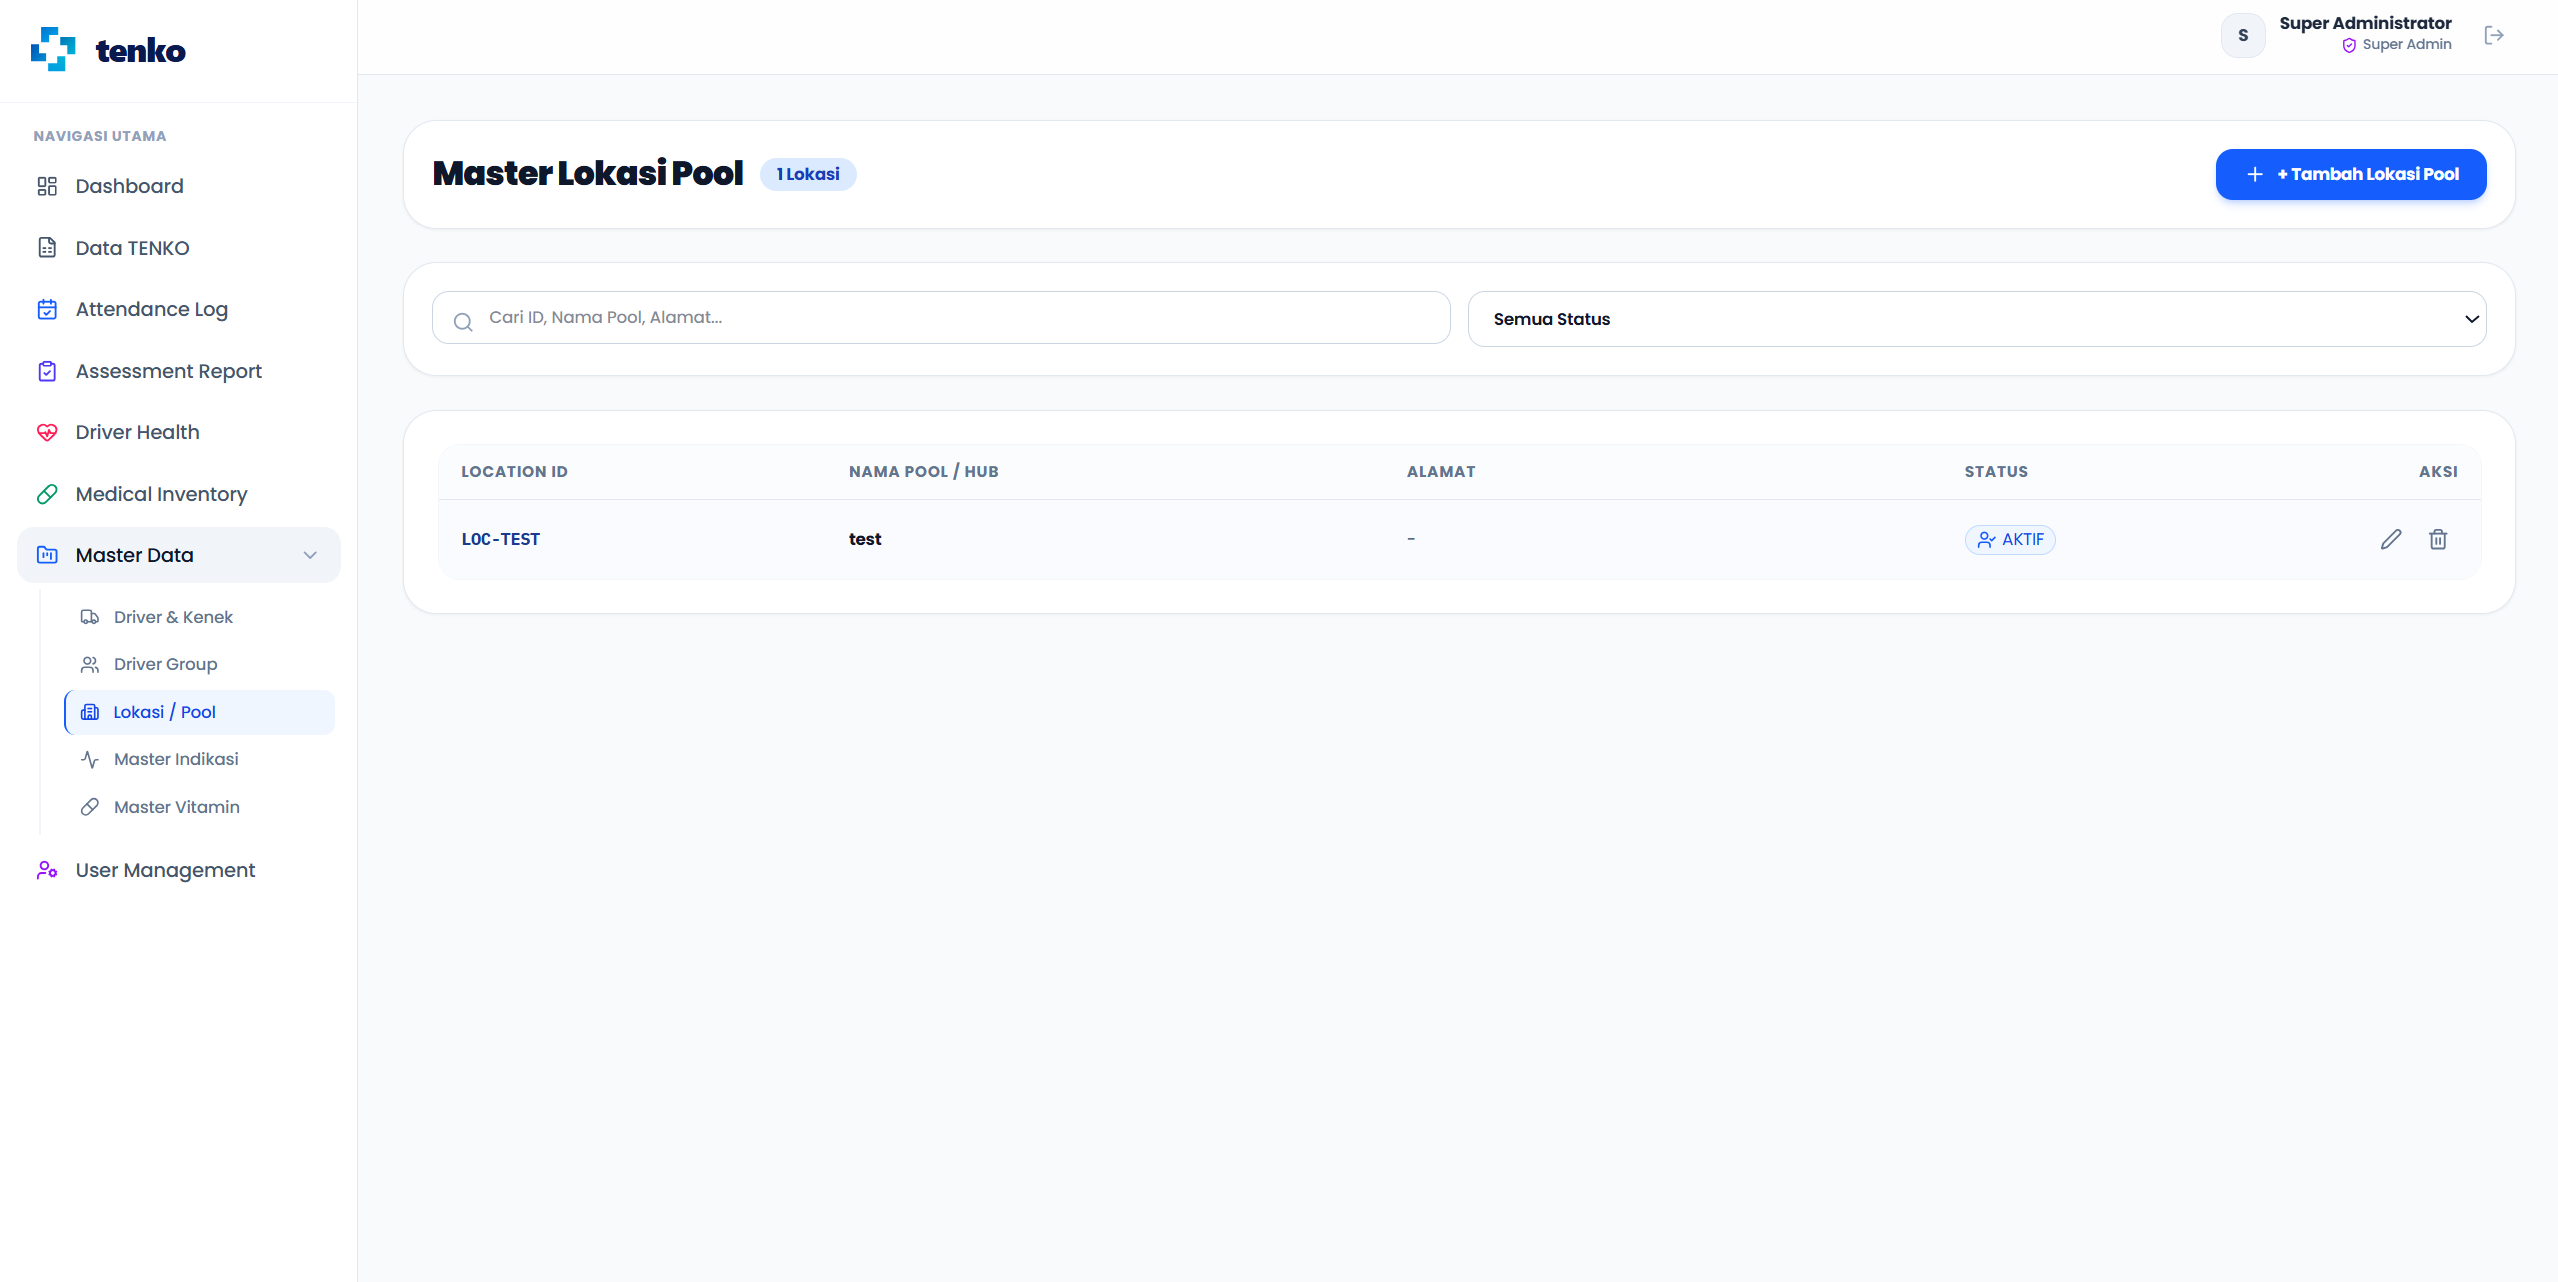 tenko
S
Super Administrator
Super Admin
NAVIGASI UTAMA
Dashboard
Data TENKO
Attendance Log
Assessment Report
Driver Health
Medical Inventory
Master Data
Driver & Kenek
Driver Group
Lokasi / Pool
Master Indikasi
Master Vitamin
User Management
Master Lokasi Pool 1 Lokasi
+ Tambah Lokasi Pool
Cari ID, Nama Pool, Alamat...
Semua Status
LOCATION ID NAMA POOL / HUB ALAMAT STATUS AKSI
LOC-TEST test - AKTIF